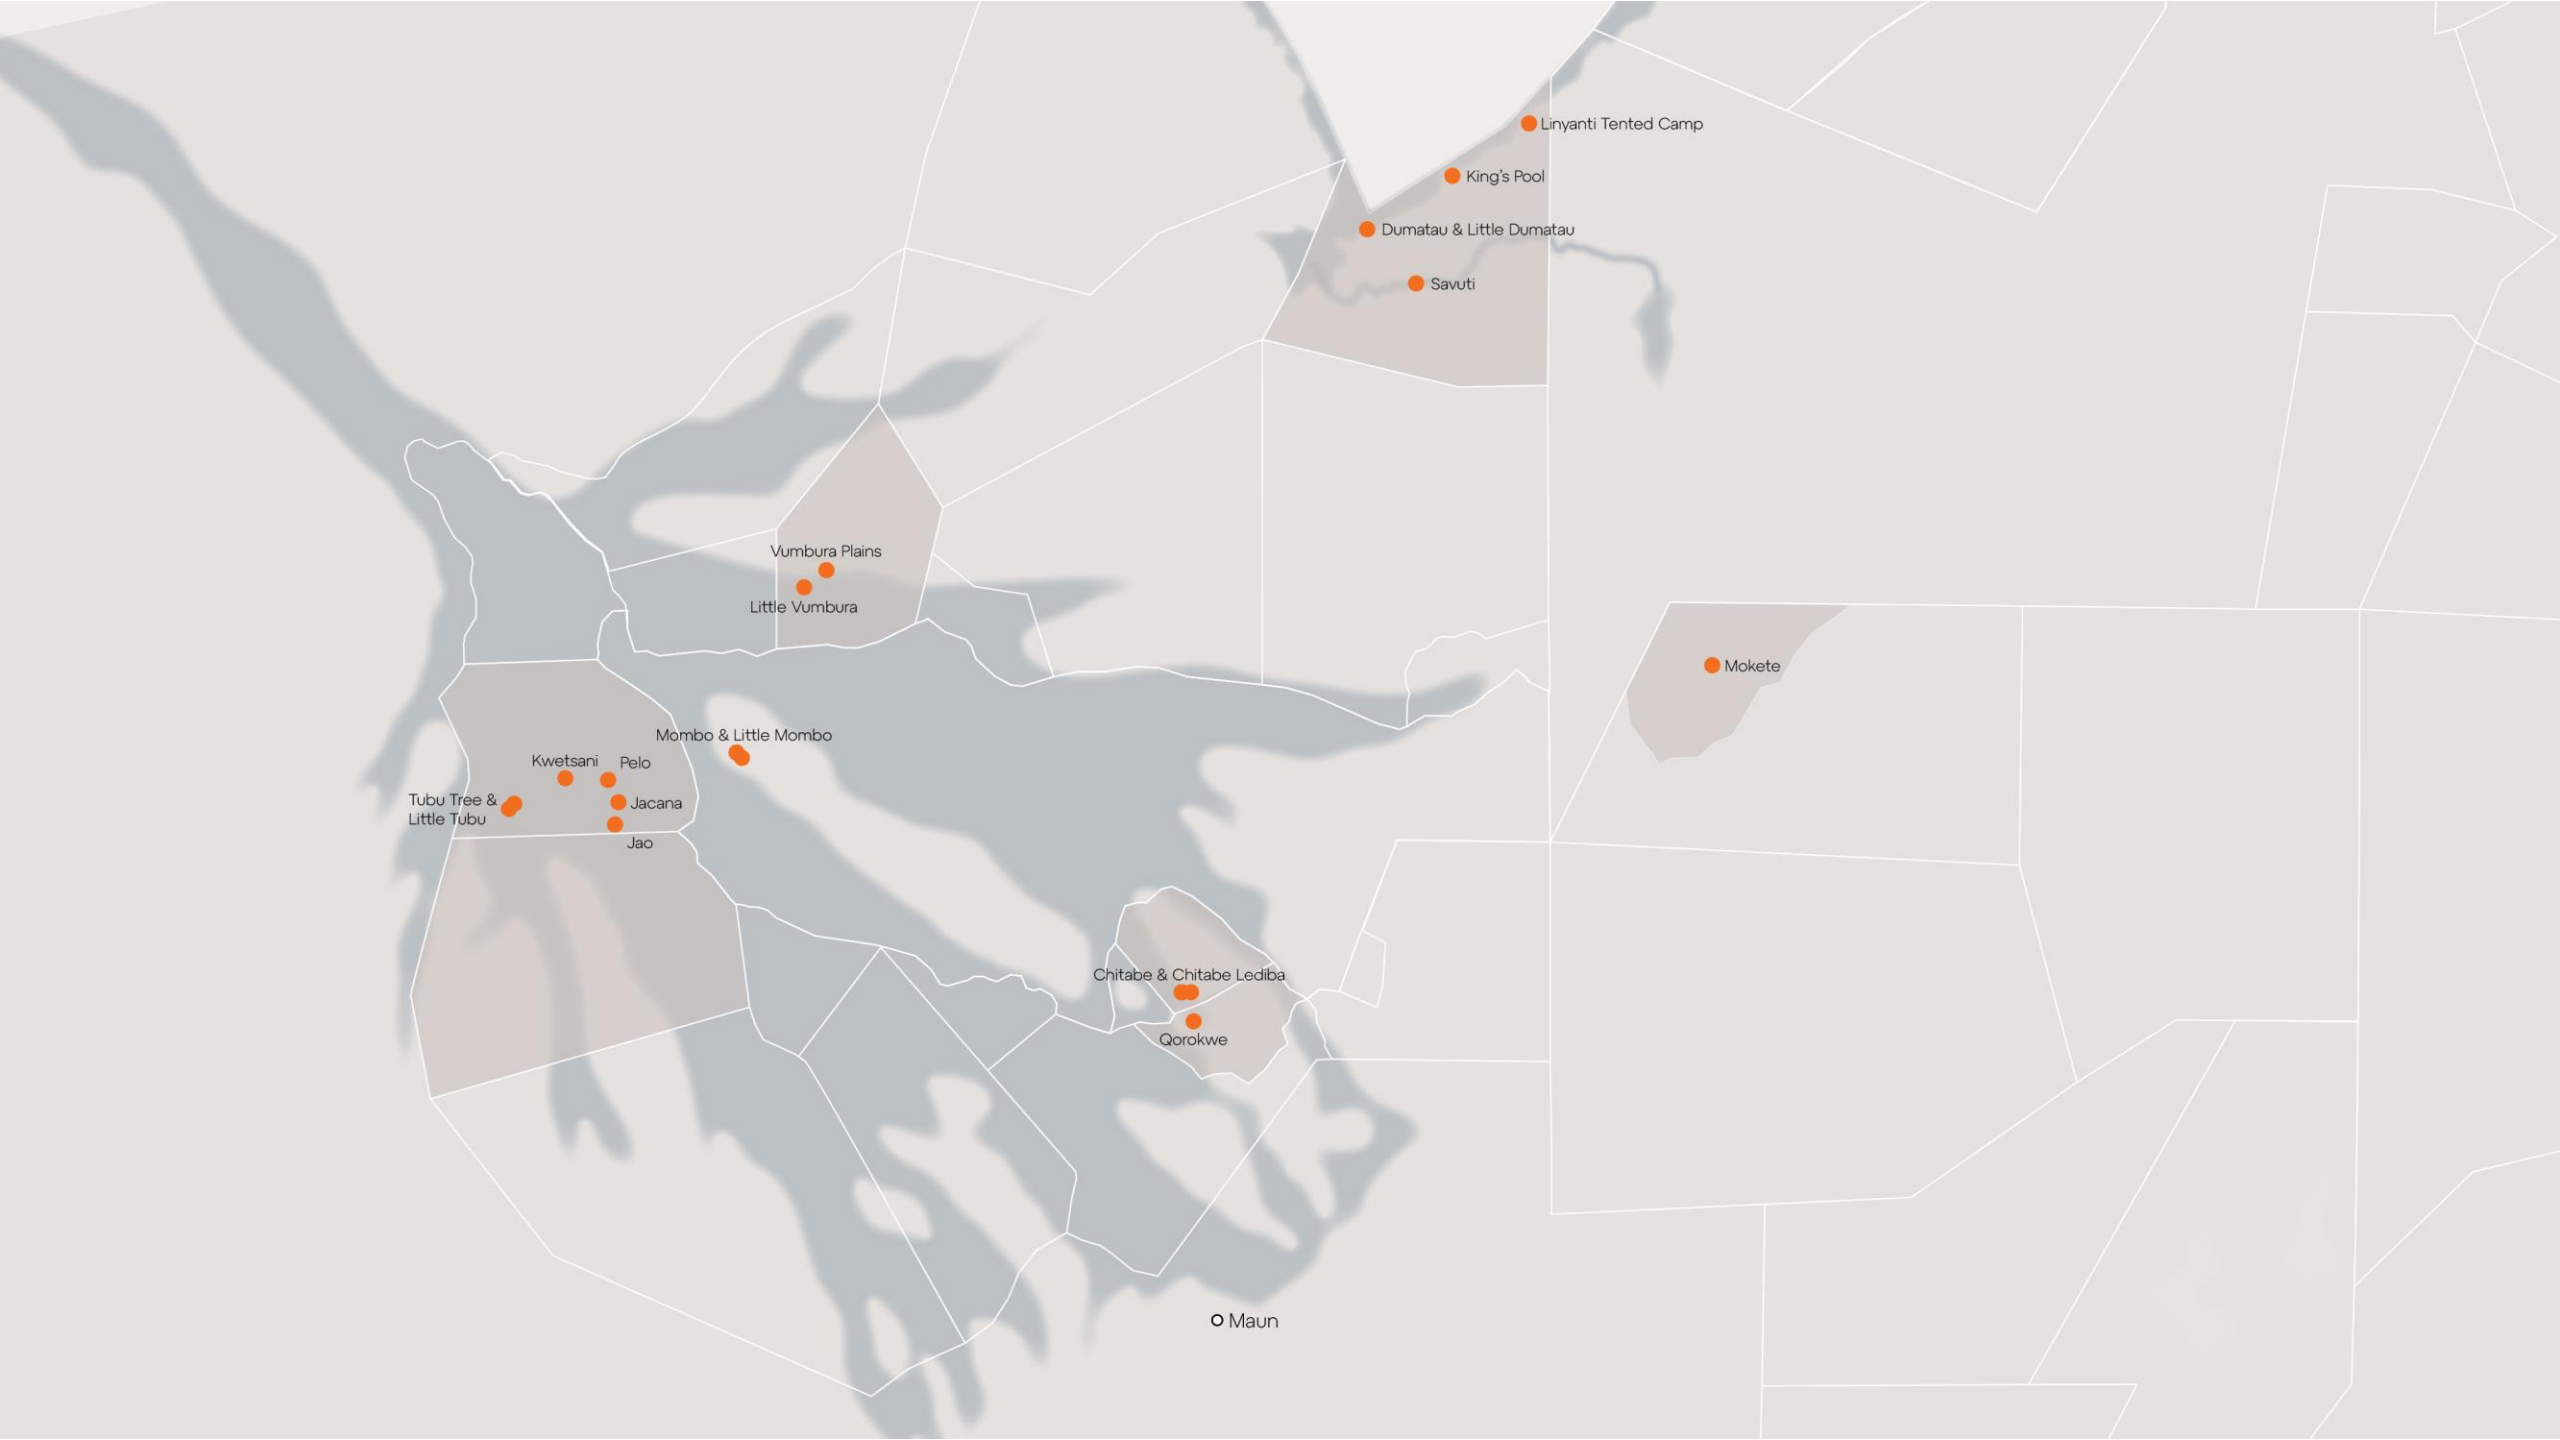 Linyanti Tented Camp
King's Pool
Dumatau & Little Dumatau
Savuti
Vumbura Plains
Little Vumbura
Mokete
Mombo & Little Mombo
Kwetsani
Pelo
Tubu Tree &
Little Tubu
Jacana
Jao
Chitabe & Chitabe Lediba
Qorokwe
Maun